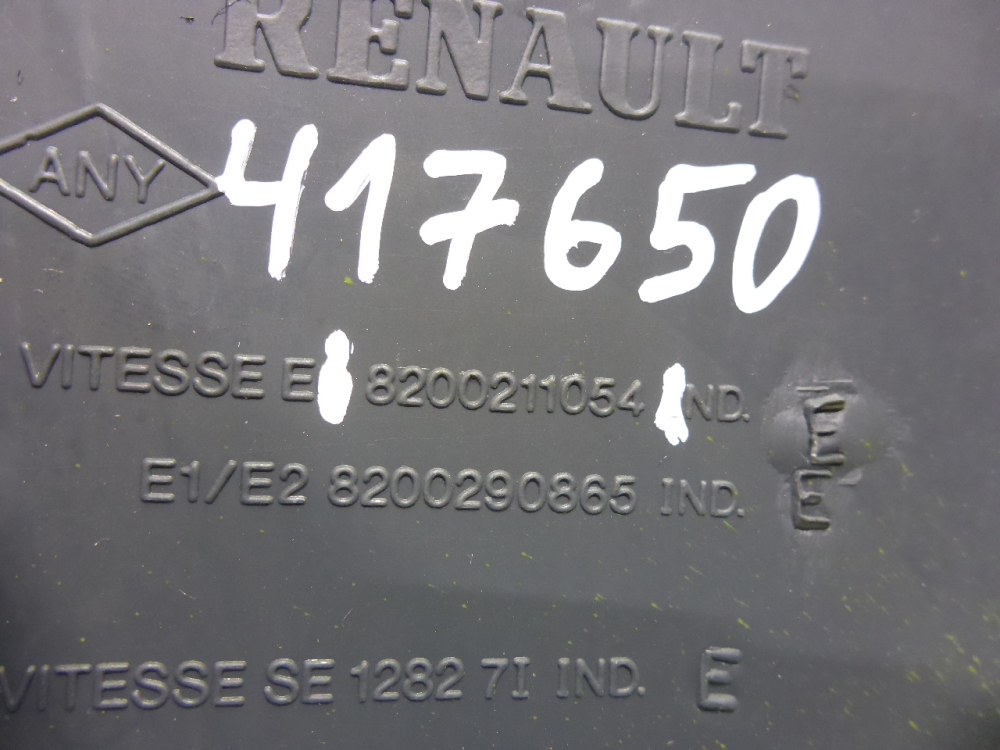 RENAULT
ANY
417650
VITESSE E 8200211054 IND. E
E1/E2 8200290865 IND. E
VITESSE SE 1282 7I IND. E